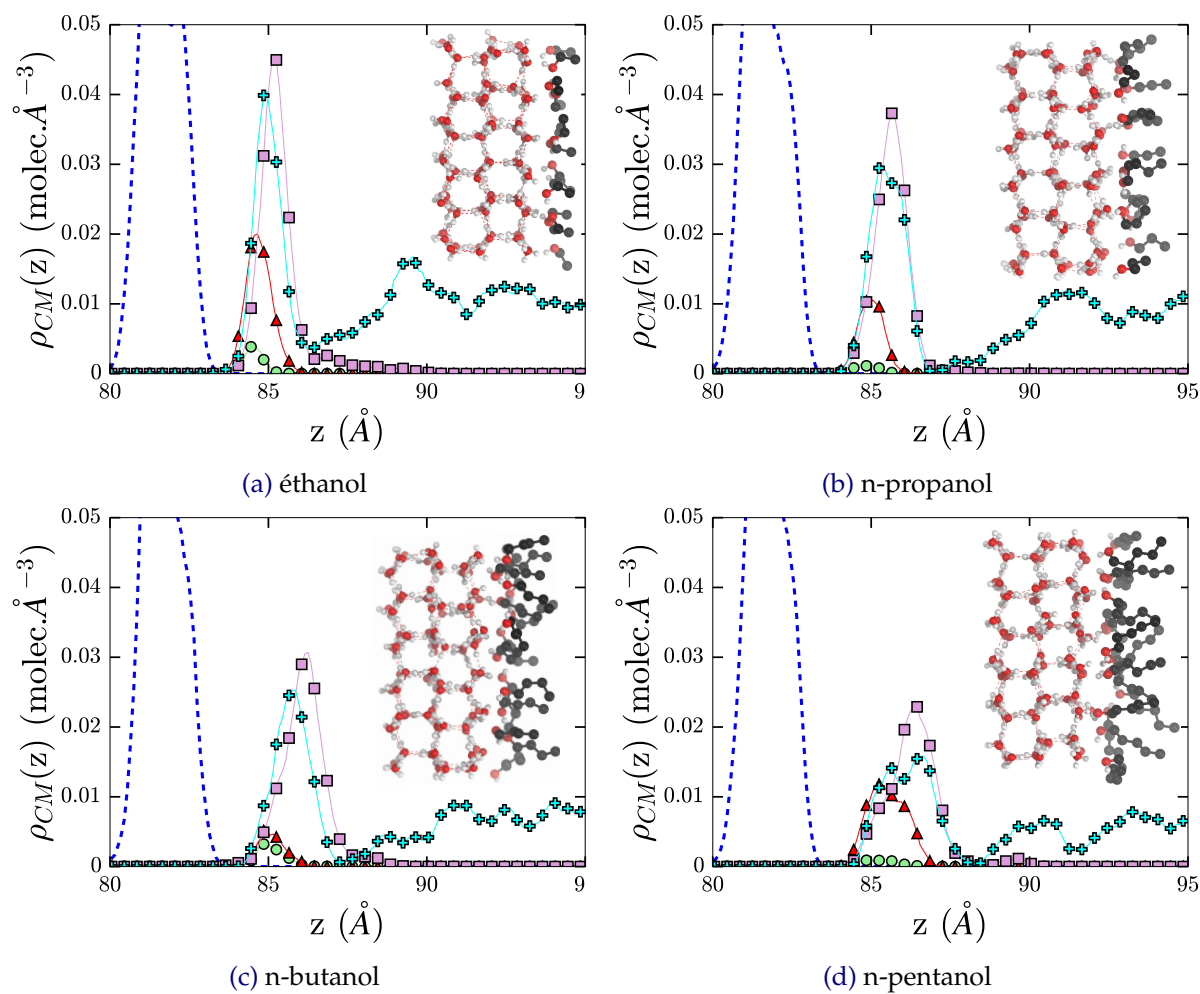 0.05
0.04
0.03
0.02
0.01
0
ρCM(z) (molec.Å−3)
80 85 90 9
z (Å)
(a) éthanol
0.05
0.04
0.03
0.02
0.01
0
ρCM(z) (molec.Å−3)
80 85 90 95
z (Å)
(b) n-propanol
0.05
0.04
0.03
0.02
0.01
0
ρCM(z) (molec.Å−3)
80 85 90 9
z (Å)
(c) n-butanol
0.05
0.04
0.03
0.02
0.01
0
ρCM(z) (molec.Å−3)
80 85 90 95
z (Å)
(d) n-pentanol